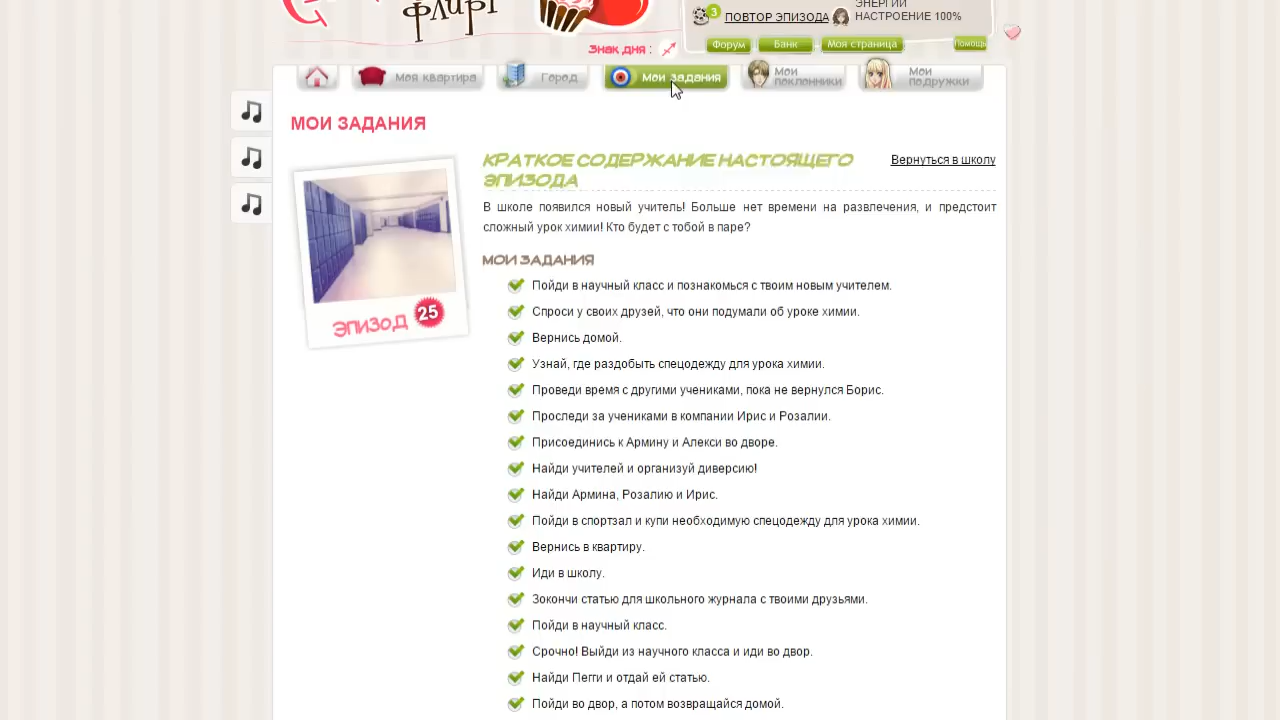 Флирт
ЭНЕРГИИ
3 ПОВТОР ЭПИЗОДА НАСТРОЕНИЕ 100%
Знак дня :
Форум Банк Моя страница Помощь
Моя квартира Город Мои задания Мои поклонники Мои подружки
МОИ ЗАДАНИЯ
КРАТКОЕ СОДЕРЖАНИЕ НАСТОЯЩЕГО
ЭПИЗОДА
Вернуться в школу
В школе появился новый учитель! Больше нет времени на развлечения, и предстоит
сложный урок химии! Кто будет с тобой в паре?
ЭПИЗОД 25
МОИ ЗАДАНИЯ
Пойди в научный класс и познакомься с твоим новым учителем.
Спроси у своих друзей, что они подумали об уроке химии.
Вернись домой.
Узнай, где раздобыть спецодежду для урока химии.
Проведи время с другими учениками, пока не вернулся Борис.
Проследи за учениками в компании Ирис и Розалии.
Присоединись к Армину и Алекси во дворе.
Найди учителей и организуй диверсию!
Найди Армина, Розалию и Ирис.
Пойди в спортзал и купи необходимую спецодежду для урока химии.
Вернись в квартиру.
Иди в школу.
Зокончи статью для школьного журнала с твоими друзьями.
Пойди в научный класс.
Срочно! Выйди из научного класса и иди во двор.
Найди Пегги и отдай ей статью.
Пойди во двор, а потом возвращайся домой.